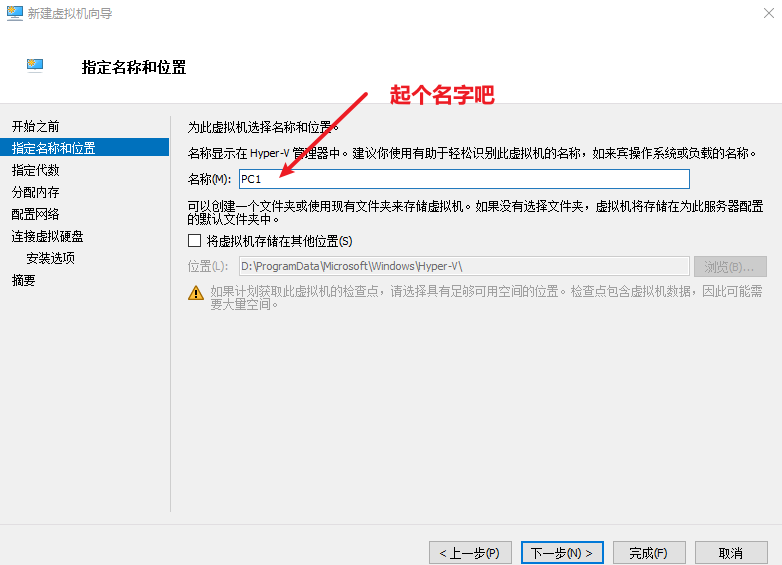 新建虚拟机向导
指定名称和位置
起个名字吧
开始之前
指定名称和位置
指定代数
分配内存
配置网络
连接虚拟硬盘
安装选项
摘要
为此虚拟机选择名称和位置。
名称显示在 Hyper-V 管理器中。建议你使用有助于轻松识别此虚拟机的名称，如来宾操作系统或负载的名称。
名称(M): PC1
可以创建一个文件夹或使用现有文件夹来存储虚拟机。如果没有选择文件夹，虚拟机将存储在为此服务器配置
的默认文件夹中。
将虚拟机存储在其他位置(S)
位置(L): D:\ProgramData\Microsoft\Windows\Hyper-V\ 浏览(B)...
如果计划获取此虚拟机的检查点，请选择具有足够可用空间的位置。检查点包含虚拟机数据，因此可能需
要大量空间。
< 上一步(P) 下一步(N) > 完成(F) 取消